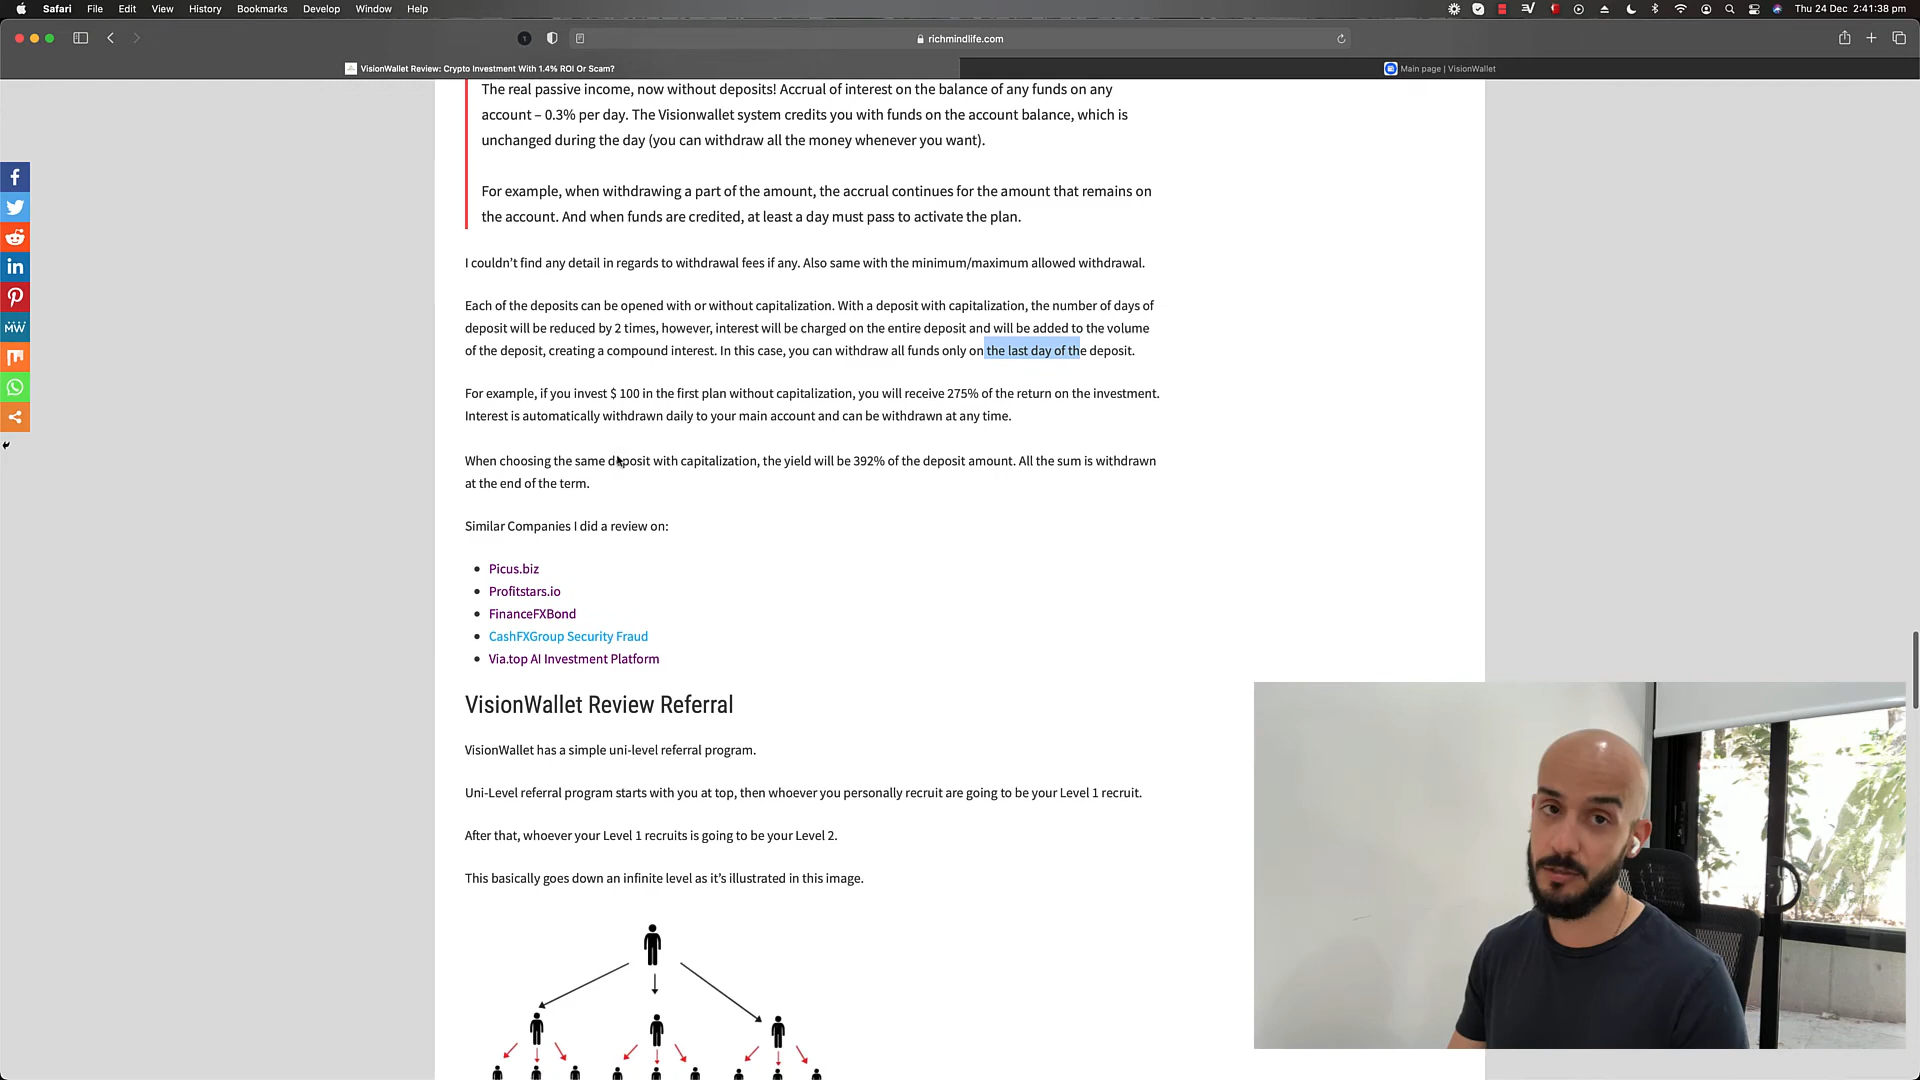 Safari File Edit View History Bookmarks Develop Window Help Thu 24 Dec 2:41:38 pm
richmindlife.com
VisionWallet Review: Crypto Investment With 1.4% ROI Or Scam? Main page | VisionWallet
The real passive income, now without deposits! Accrual of interest on the balance of any funds on any
account – 0.3% per day. The Visionwallet system credits you with funds on the account balance, which is
unchanged during the day (you can withdraw all the money whenever you want).
For example, when withdrawing a part of the amount, the accrual continues for the amount that remains on
the account. And when funds are credited, at least a day must pass to activate the plan.
I couldn’t find any detail in regards to withdrawal fees if any. Also same with the minimum/maximum allowed withdrawal.
Each of the deposits can be opened with or without capitalization. With a deposit with capitalization, the number of days of
deposit will be reduced by 2 times, however, interest will be charged on the entire deposit and will be added to the volume
of the deposit, creating a compound interest. In this case, you can withdraw all funds only on the last day of the deposit.
For example, if you invest $ 100 in the first plan without capitalization, you will receive 275% of the return on the investment.
Interest is automatically withdrawn daily to your main account and can be withdrawn at any time.
When choosing the same deposit with capitalization, the yield will be 392% of the deposit amount. All the sum is withdrawn
at the end of the term.
Similar Companies I did a review on:
Picus.biz
Profitstars.io
FinanceFXBond
CashFXGroup Security Fraud
Via.top AI Investment Platform
VisionWallet Review Referral
VisionWallet has a simple uni-level referral program.
Uni-Level referral program starts with you at top, then whoever you personally recruit are going to be your Level 1 recruit.
After that, whoever your Level 1 recruits is going to be your Level 2.
This basically goes down an infinite level as it’s illustrated in this image.
MW